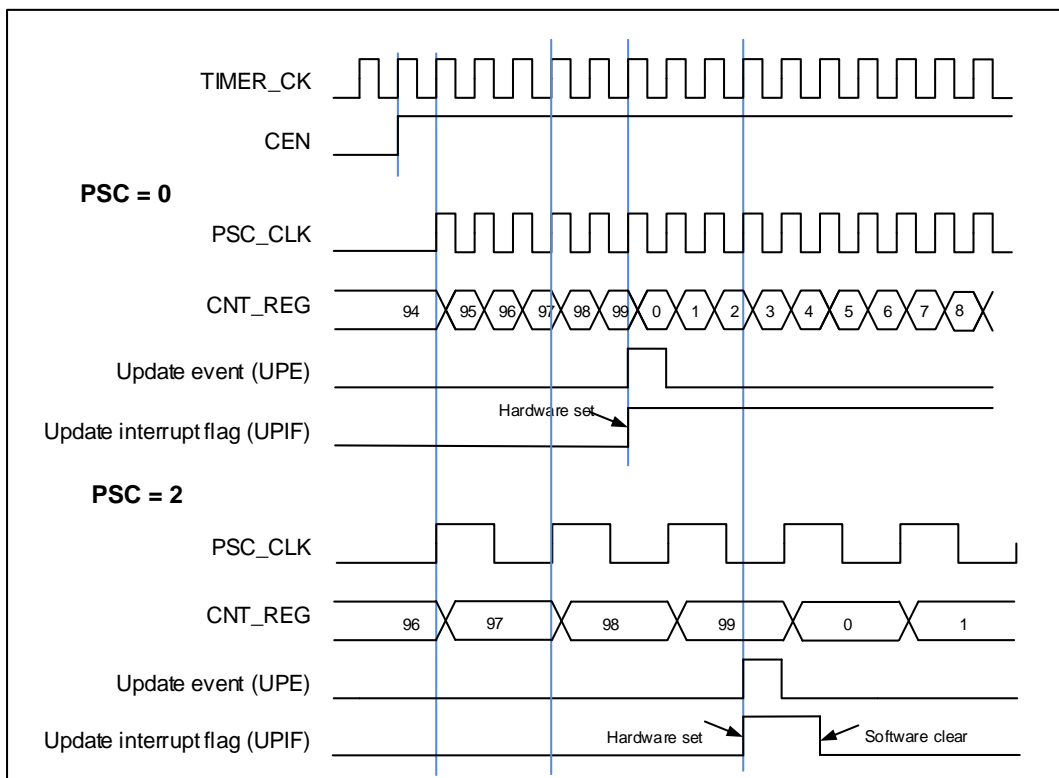 TIMER_CK
CEN
PSC = 0
PSC_CLK
CNT_REG 94 95 96 97 98 99 0 1 2 3 4 5 6 7 8
Update event (UPE)
Hardware set
Update interrupt flag (UPIF)
PSC = 2
PSC_CLK
CNT_REG 96 97 98 99 0 1
Update event (UPE)
Update interrupt flag (UPIF) Hardware set Software clear